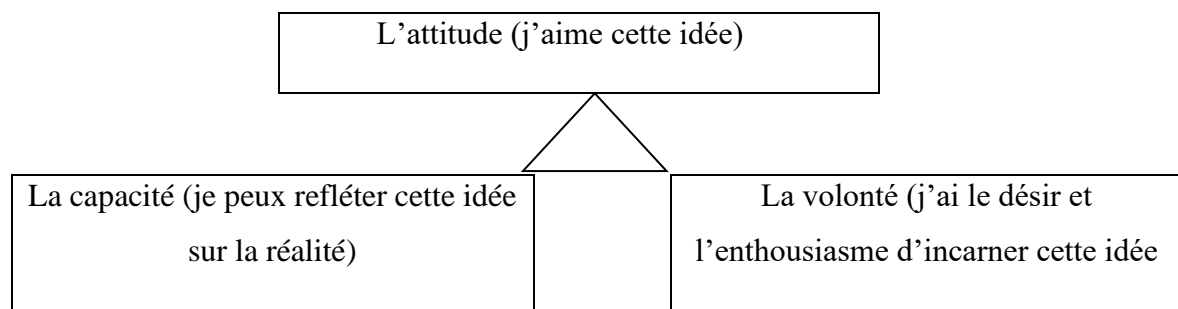 L’attitude (j’aime cette idée)
La capacité (je peux refléter cette idée
sur la réalité)
La volonté (j’ai le désir et
l’enthousiasme d’incarner cette idée